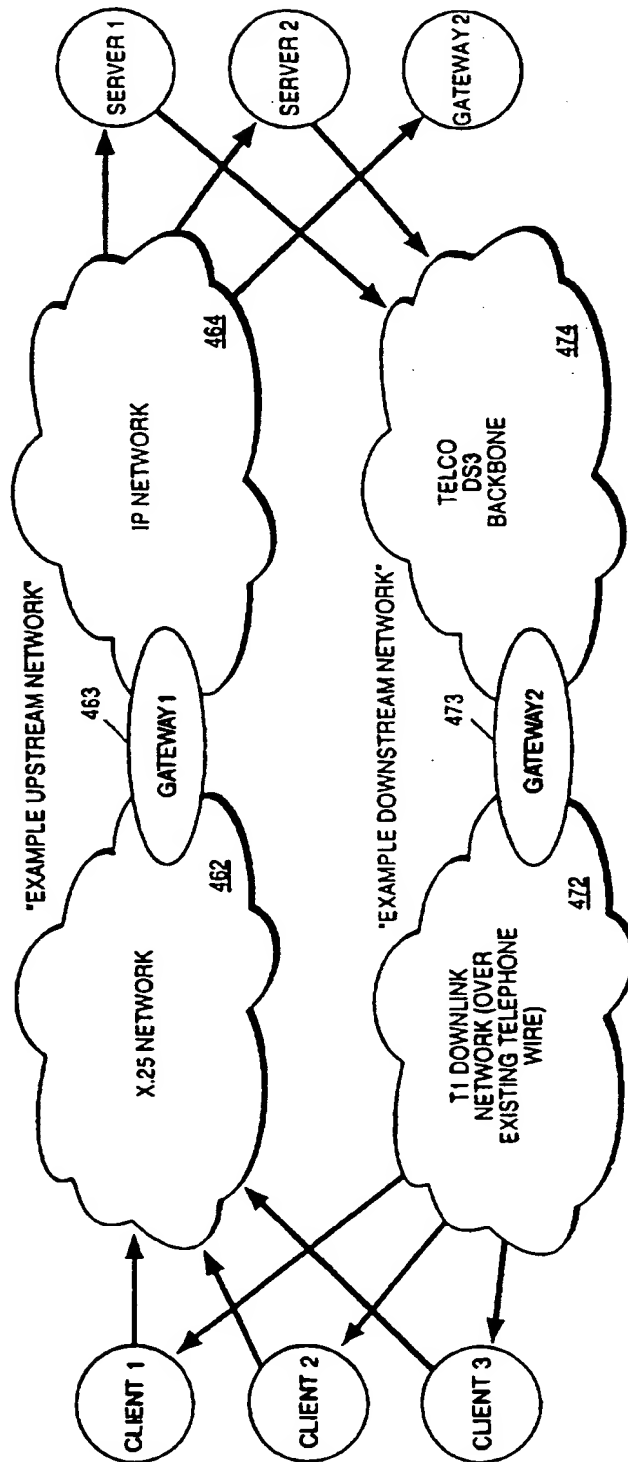 "EXAMPLE UPSTREAM NETWORK"
CLIENT 1
CLIENT 2
CLIENT 3
X.25 NETWORK
462
463
GATEWAY1
IP NETWORK
464
SERVER 1
SERVER 2
GATEWAY 2
"EXAMPLE DOWNSTREAM NETWORK"
T1 DOWNLINK
NETWORK (OVER
EXISTING TELEPHONE
WIRE)
472
473
GATEWAY2
TELCO
DS3
BACKBONE
474